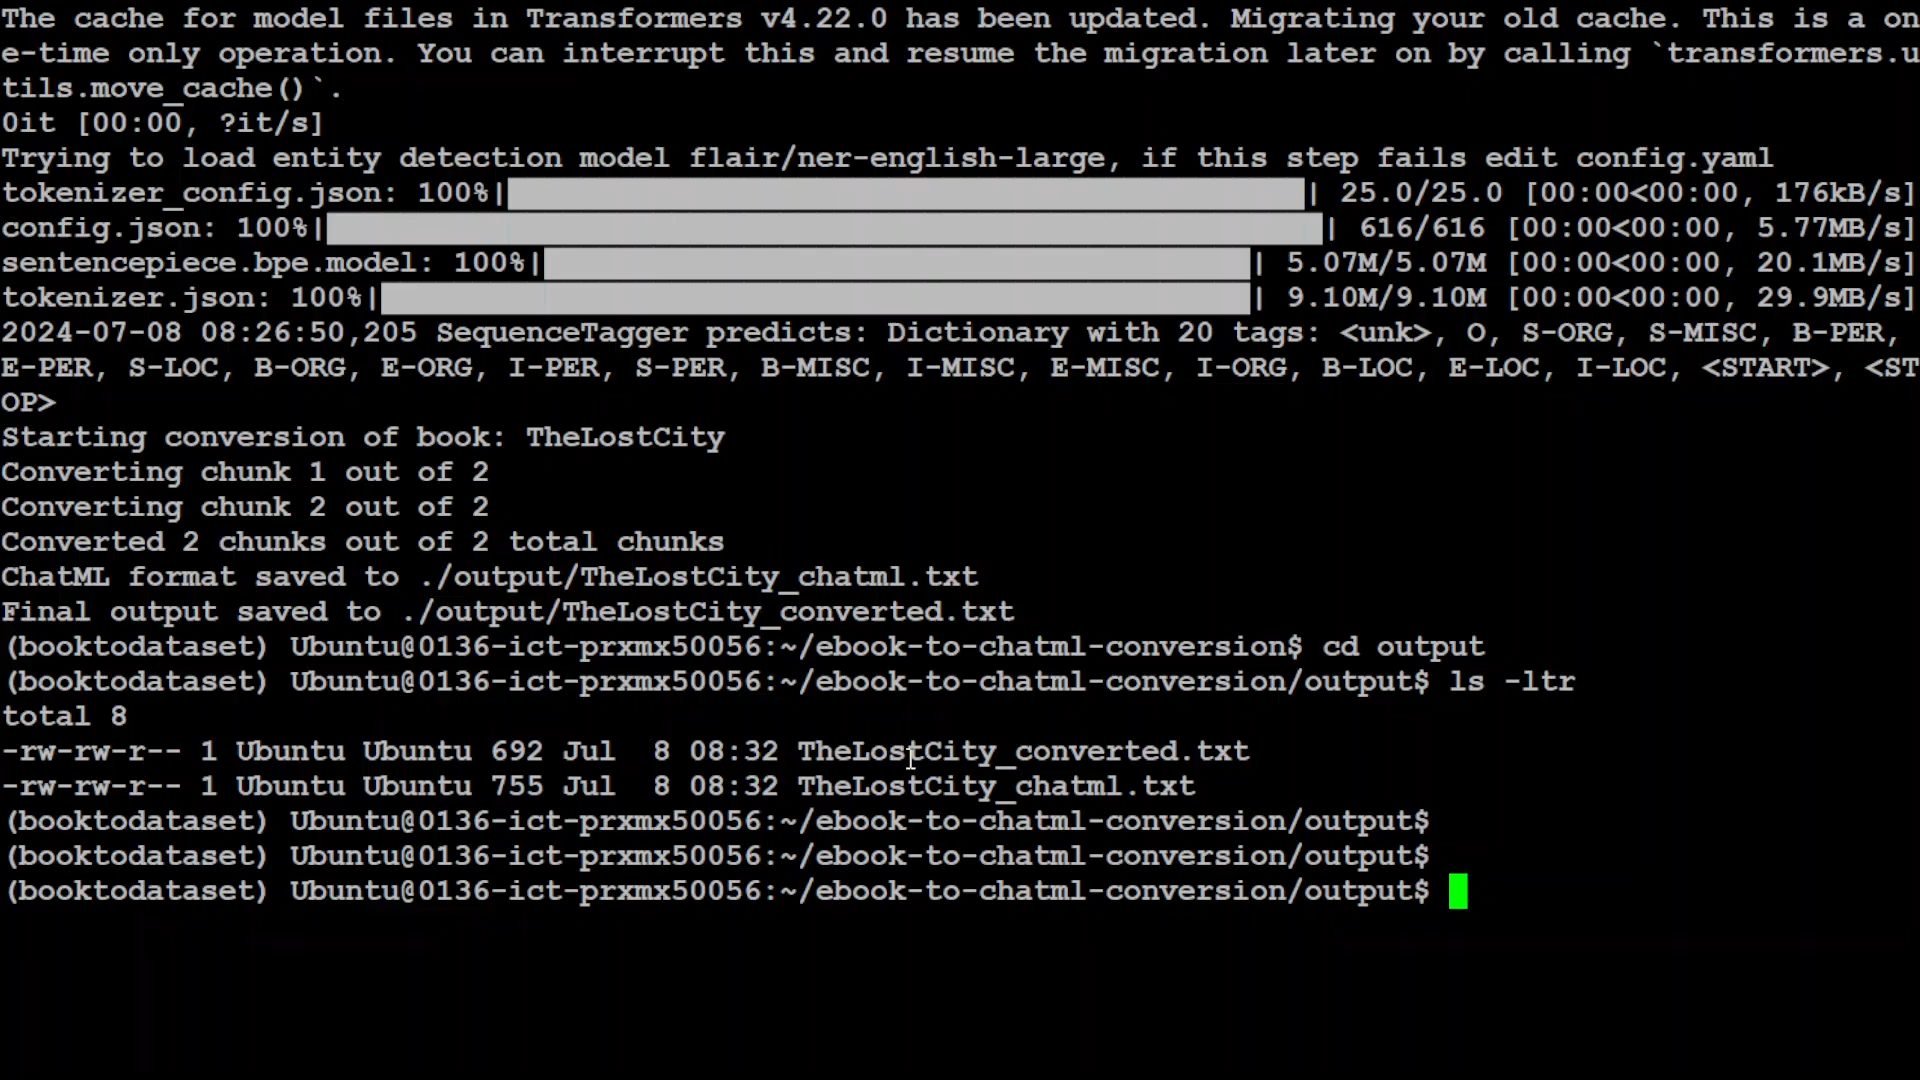 The cache for model files in Transformers v4.22.0 has been updated. Migrating your old cache. This is a on
e-time only operation. You can interrupt this and resume the migration later on by calling `transformers.u
tils.move_cache()`.
0it [00:00, ?it/s]
Trying to load entity detection model flair/ner-english-large, if this step fails edit config.yaml
tokenizer_config.json: 100%| | 25.0/25.0 [00:00<00:00, 176kB/s]
config.json: 100%| | 616/616 [00:00<00:00, 5.77MB/s]
sentencepiece.bpe.model: 100%| | 5.07M/5.07M [00:00<00:00, 20.1MB/s]
tokenizer.json: 100%| | 9.10M/9.10M [00:00<00:00, 29.9MB/s]
2024-07-08 08:26:50,205 SequenceTagger predicts: Dictionary with 20 tags: <unk>, O, S-ORG, S-MISC, B-PER,
E-PER, S-LOC, B-ORG, E-ORG, I-PER, S-PER, B-MISC, I-MISC, E-MISC, I-ORG, B-LOC, E-LOC, I-LOC, <START>, <ST
OP>
Starting conversion of book: TheLostCity
Converting chunk 1 out of 2
Converting chunk 2 out of 2
Converted 2 chunks out of 2 total chunks
ChatML format saved to ./output/TheLostCity_chatml.txt
Final output saved to ./output/TheLostCity_converted.txt
(booktodataset) Ubuntu@0136-ict-prxmx50056:~/ebook-to-chatml-conversion$ cd output
(booktodataset) Ubuntu@0136-ict-prxmx50056:~/ebook-to-chatml-conversion/output$ ls -ltr
total 8
-rw-rw-r-- 1 Ubuntu Ubuntu 692 Jul  8 08:32 TheLostCity_converted.txt
-rw-rw-r-- 1 Ubuntu Ubuntu 755 Jul  8 08:32 TheLostCity_chatml.txt
(booktodataset) Ubuntu@0136-ict-prxmx50056:~/ebook-to-chatml-conversion/output$
(booktodataset) Ubuntu@0136-ict-prxmx50056:~/ebook-to-chatml-conversion/output$
(booktodataset) Ubuntu@0136-ict-prxmx50056:~/ebook-to-chatml-conversion/output$